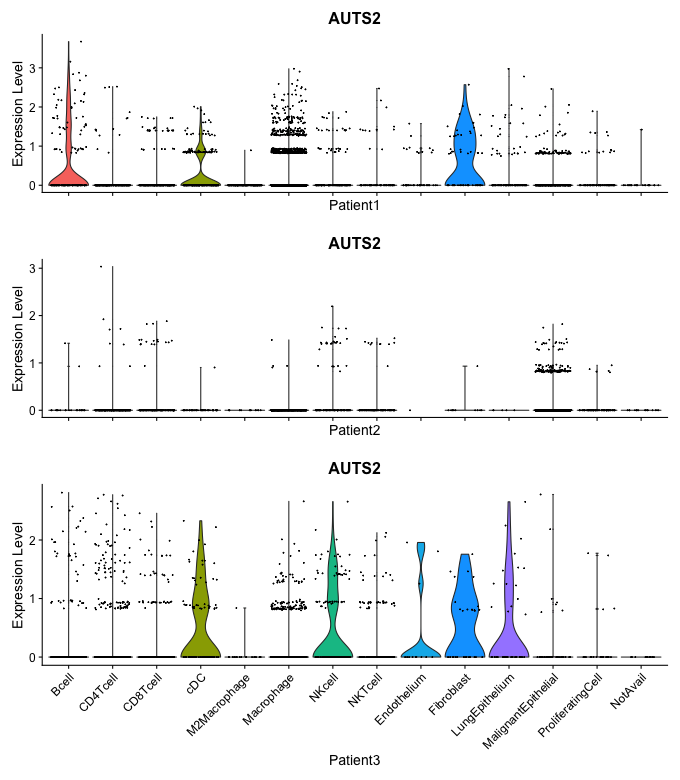 AUTS2
Expression Level
3
2
1
0
Patient1
AUTS2
Expression Level
3
2
1
0
Patient2
AUTS2
Expression Level
2
1
0
Bcell
CD4Tcell
CD8Tcell
cDC
M2Macrophage
Macrophage
NKcell
NKTcell
Endothelium
Fibroblast
LungEpithelium
MalignantEpithelial
ProliferatingCell
NotAvail
Patient3